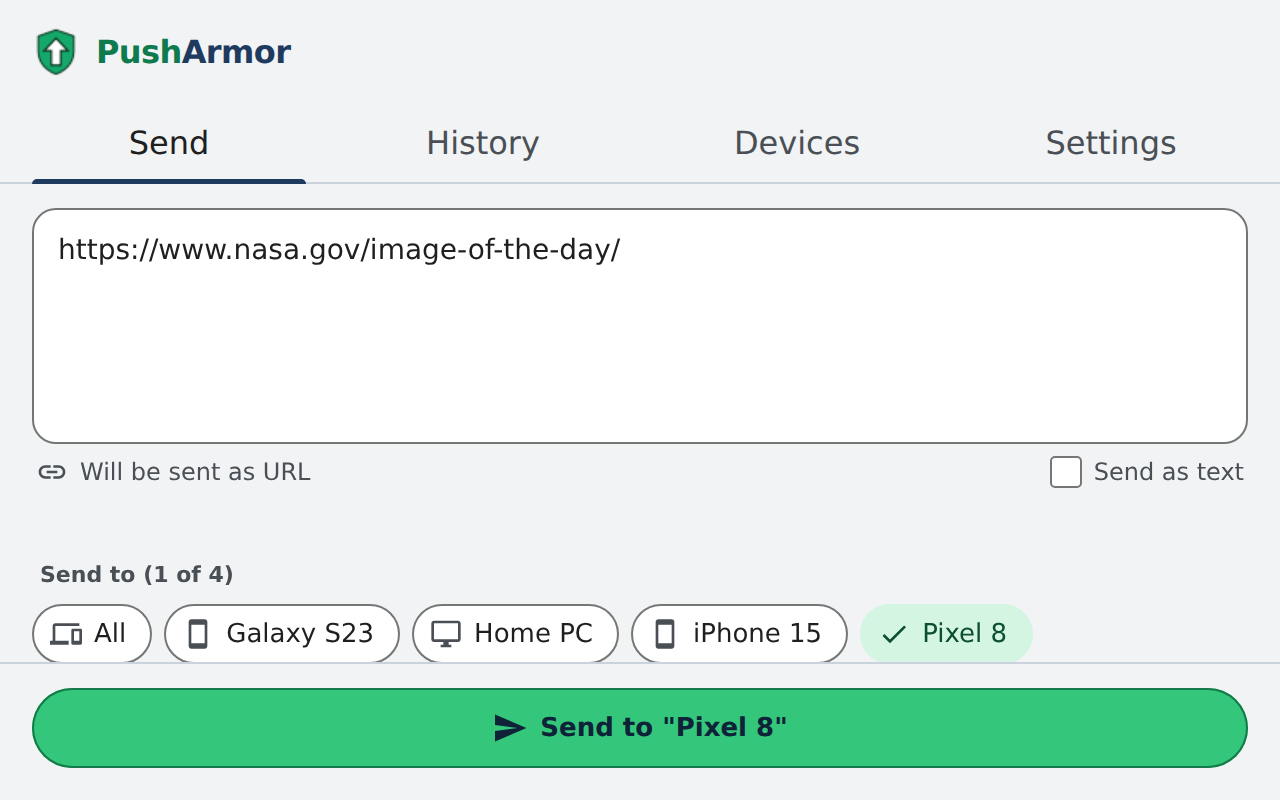 PushArmor
Send History Devices Settings
https://www.nasa.gov/image-of-the-day/
Will be sent as URL Send as text
Send to (1 of 4)
All Galaxy S23 Home PC iPhone 15 Pixel 8
Send to "Pixel 8"